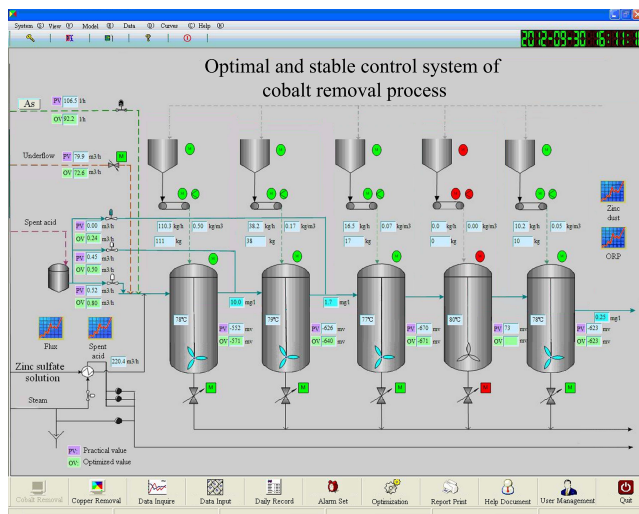 System (S) View (V) Model (E) Data (D) Curves (C) Help (H)
2012-09-30 16:11:1
Optimal and stable control system of
cobalt removal process
As PV 106.5 l/h
OV 92.2 l/h
Underflow PV 79.9 m3/h M
OV 72.6 m3/h
Spent acid
PV 0.00 m3/h
OV 0.24 m3/h
PV 0.45 m3/h
OV 0.50 m3/h
PV 0.52 m3/h
OV 0.80 m3/h
110.3 kg/h 0.50 kg/m3 38.2 kg/h 0.17 kg/m3 16.5 kg/h 0.07 kg/m3 0.0 kg/h 0.00 kg/m3 10.2 kg/h 0.05 kg/m3
111 kg 38 kg 17 kg 0 kg 10 kg
Zinc
dust
ORP
10.0 mg1 1.7 mg1 0.25 mg1
78℃ 79℃ 77℃ 80℃ 78℃
PV -552 mv PV -626 mv PV -670 mv PV 73 mv PV -623 mv
OV -571 mv OV -640 mv OV -671 mv OV mv OV -623 mv
Flux Spent
acid
220.4 m3/h
Zinc sulfate
solution
Steam
M M M M M
PV: Practical value
OV: Optimized value
Cobalt Removal Copper Removal Data Inquire Data Input Daily Record Alarm Set Optimization Report Print Help Document User Management Quit